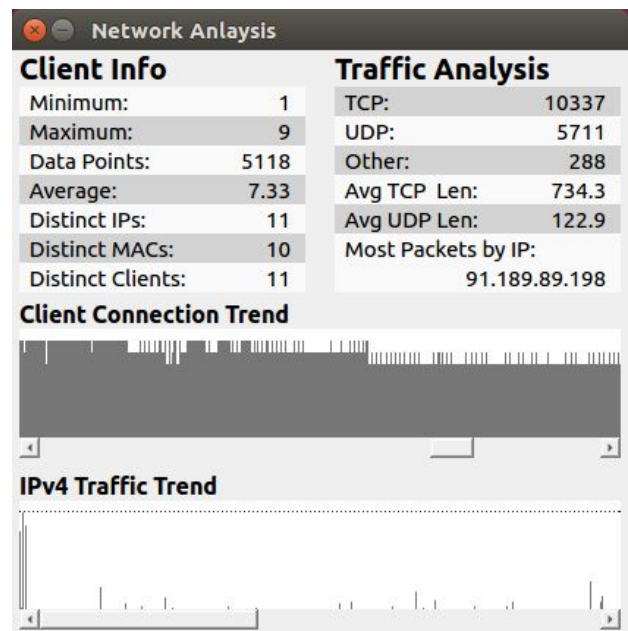 Network Anlaysis
Client Info
Minimum: 1
Maximum: 9
Data Points: 5118
Average: 7.33
Distinct IPs: 11
Distinct MACs: 10
Distinct Clients: 11
Traffic Analysis
TCP: 10337
UDP: 5711
Other: 288
Avg TCP Len: 734.3
Avg UDP Len: 122.9
Most Packets by IP:
91.189.89.198
Client Connection Trend
IPv4 Traffic Trend